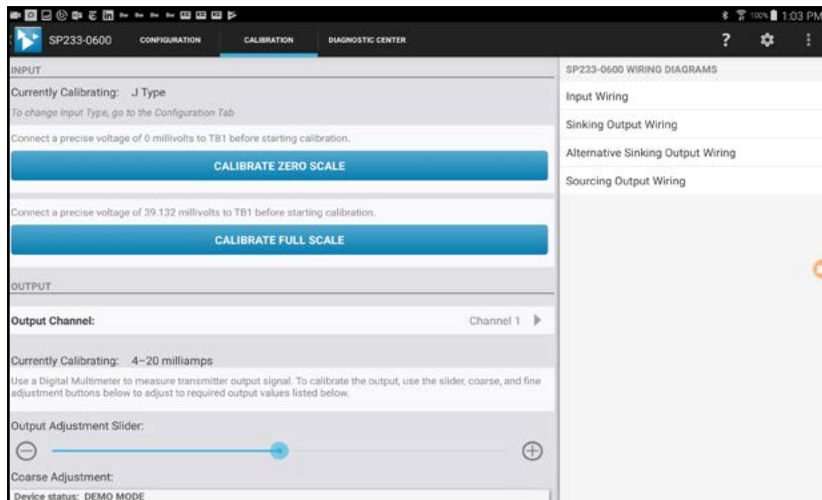 100% 1:03 PM
SP233-0600 CONFIGURATION CALIBRATION DIAGNOSTIC CENTER ?
INPUT
Currently Calibrating: J Type
To change Input Type, go to the Configuration Tab
Connect a precise voltage of 0 millivolts to TB1 before starting calibration.
CALIBRATE ZERO SCALE
Connect a precise voltage of 39.132 millivolts to TB1 before starting calibration.
CALIBRATE FULL SCALE
OUTPUT
Output Channel: Channel 1
Currently Calibrating: 4–20 milliamps
Use a Digital Multimeter to measure transmitter output signal. To calibrate the output, use the slider, coarse, and fine
adjustment buttons below to adjust to required output values listed below.
Output Adjustment Slider:
Coarse Adjustment:
Device status: DEMO MODE
SP233-0600 WIRING DIAGRAMS
Input Wiring
Sinking Output Wiring
Alternative Sinking Output Wiring
Sourcing Output Wiring